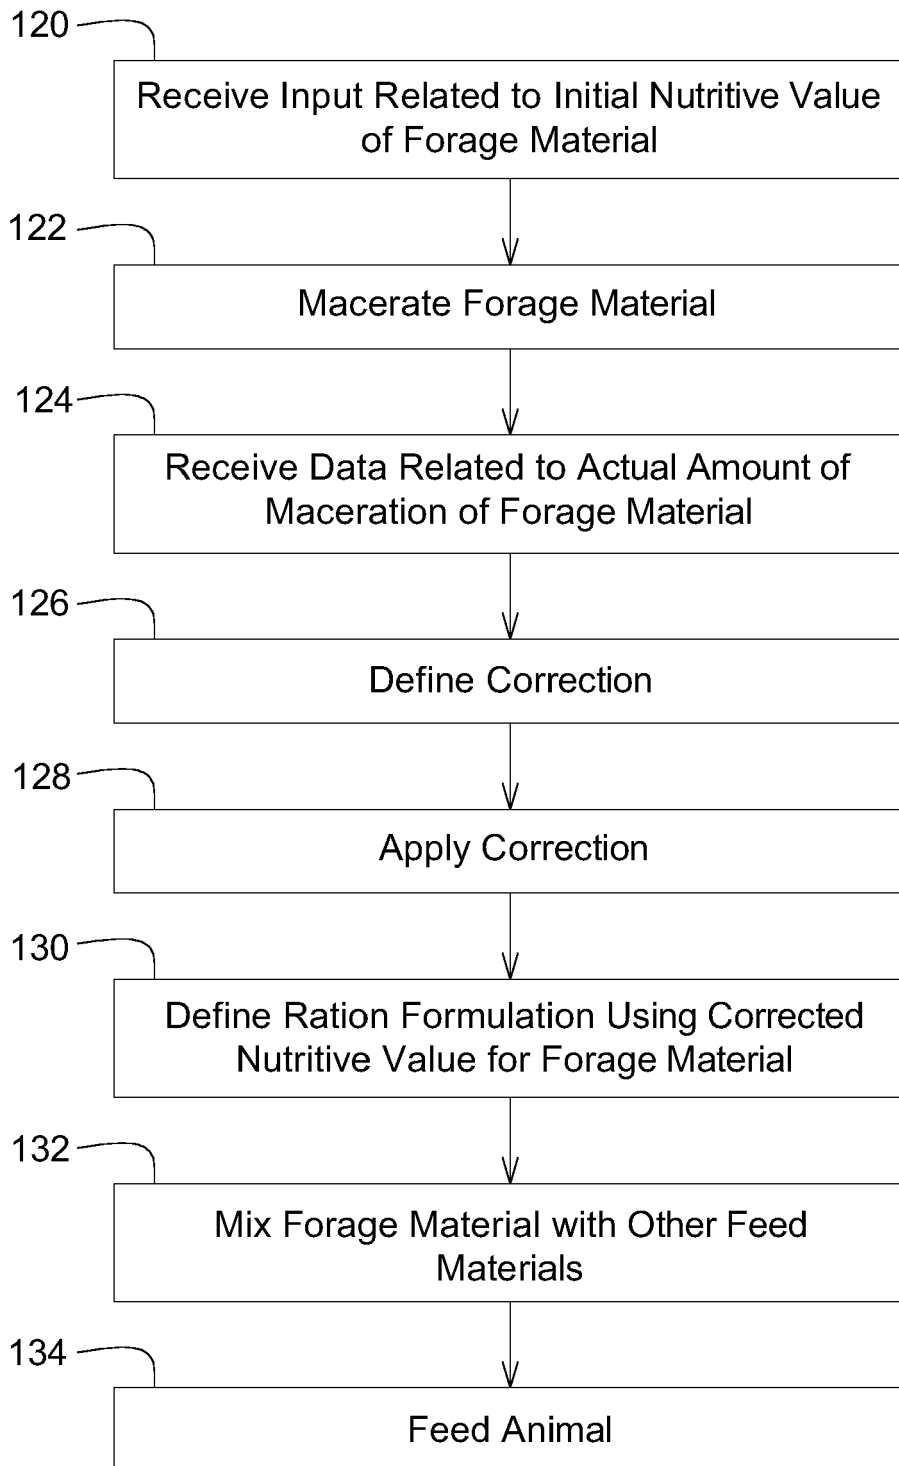 120
Receive Input Related to Initial Nutritive Value
of Forage Material
122
Macerate Forage Material
124
Receive Data Related to Actual Amount of
Maceration of Forage Material
126
Define Correction
128
Apply Correction
130
Define Ration Formulation Using Corrected
Nutritive Value for Forage Material
132
Mix Forage Material with Other Feed
Materials
134
Feed Animal